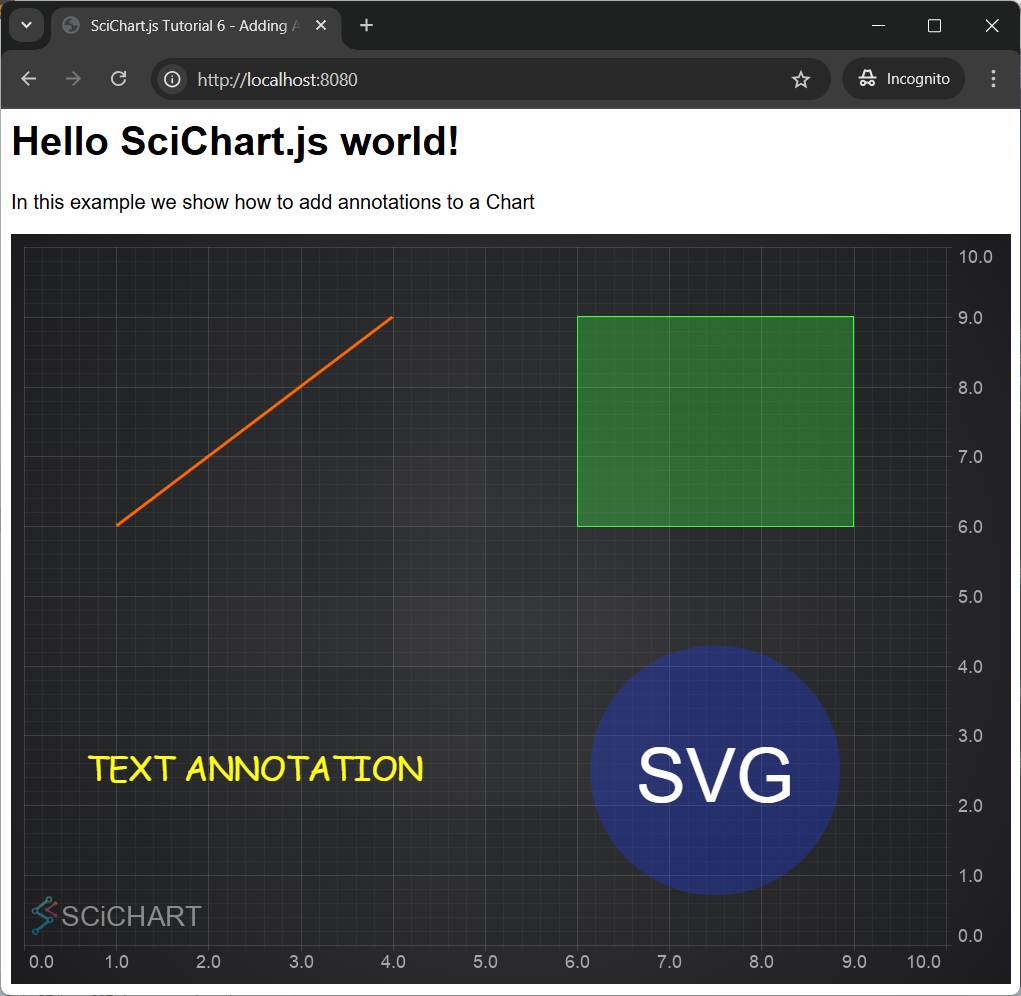 SciChart.js Tutorial 6 - Adding A
http://localhost:8080
Incognito
Hello SciChart.js world!
In this example we show how to add annotations to a Chart
10.0
9.0
8.0
7.0
6.0
5.0
4.0
3.0
TEXT ANNOTATION
SVG
2.0
1.0
SCiCHART
0.0
0.0 1.0 2.0 3.0 4.0 5.0 6.0 7.0 8.0 9.0 10.0